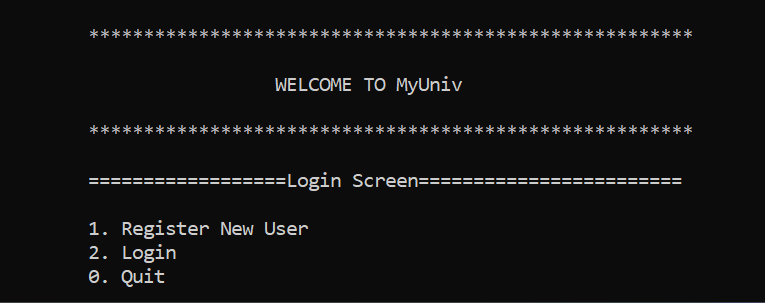 *******************************************************
WELCOME TO MyUniv
*******************************************************
==================Login Screen========================
1. Register New User
2. Login
0. Quit